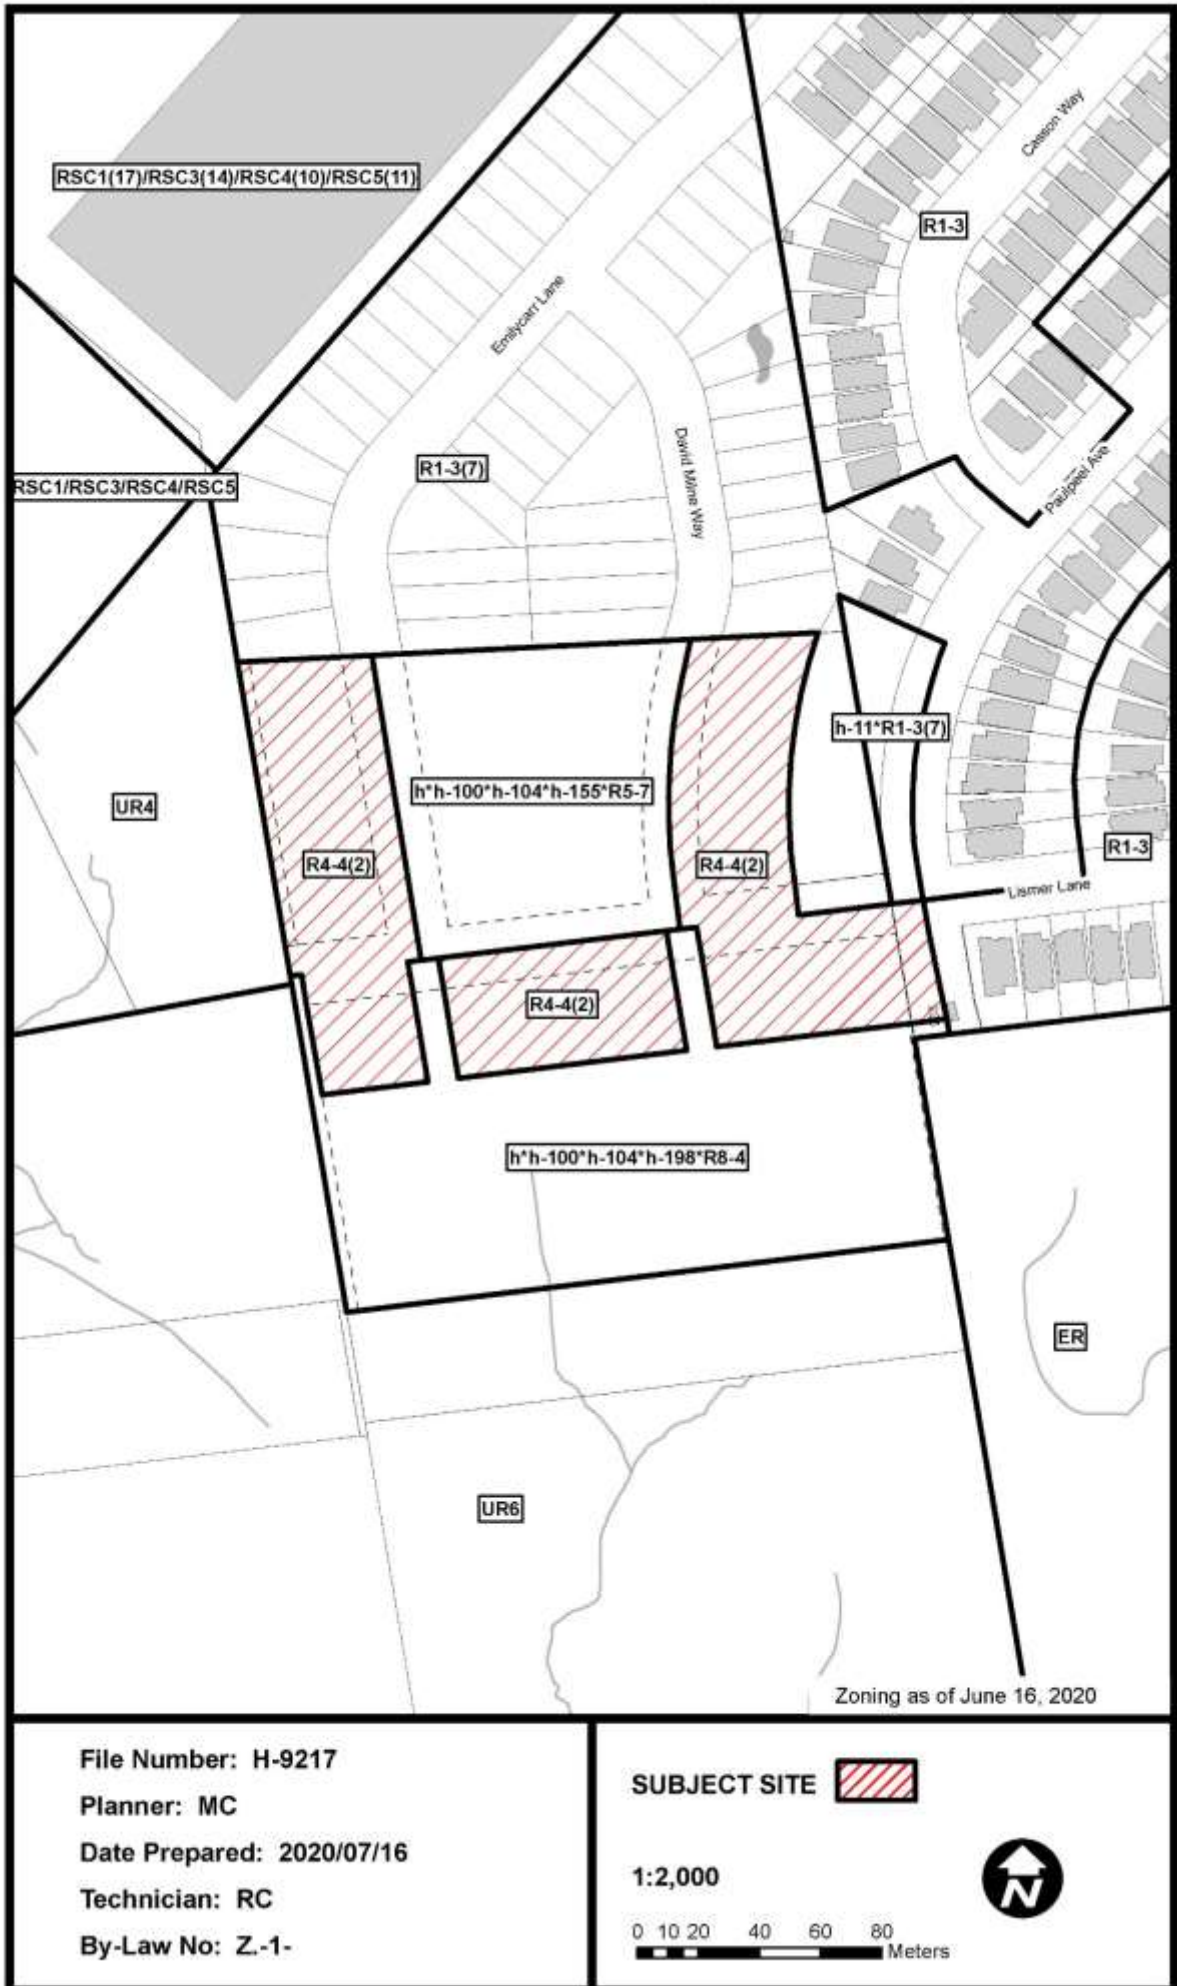 Casson Way
RSC1(17)/RSC3(14)/RSC4(10)/RSC5(11)
R1-3
Emilycarr Lane
David Milne Way
R1-3(7)
Paulpeel Ave
RSC1/RSC3/RSC4/RSC5
h-11*R1-3(7)
h*h-100*h-104*h-155*R5-7
UR4
R4-4(2)
R4-4(2)
R1-3
Lismer Lane
R4-4(2)
h*h-100*h-104*h-198*R8-4
ER
UR6
Zoning as of June 16, 2020
File Number: H-9217
Planner: MC
Date Prepared: 2020/07/16
Technician: RC
By-Law No: Z.-1-
SUBJECT SITE
1:2,000
N
0 10 20 40 60 80
Meters